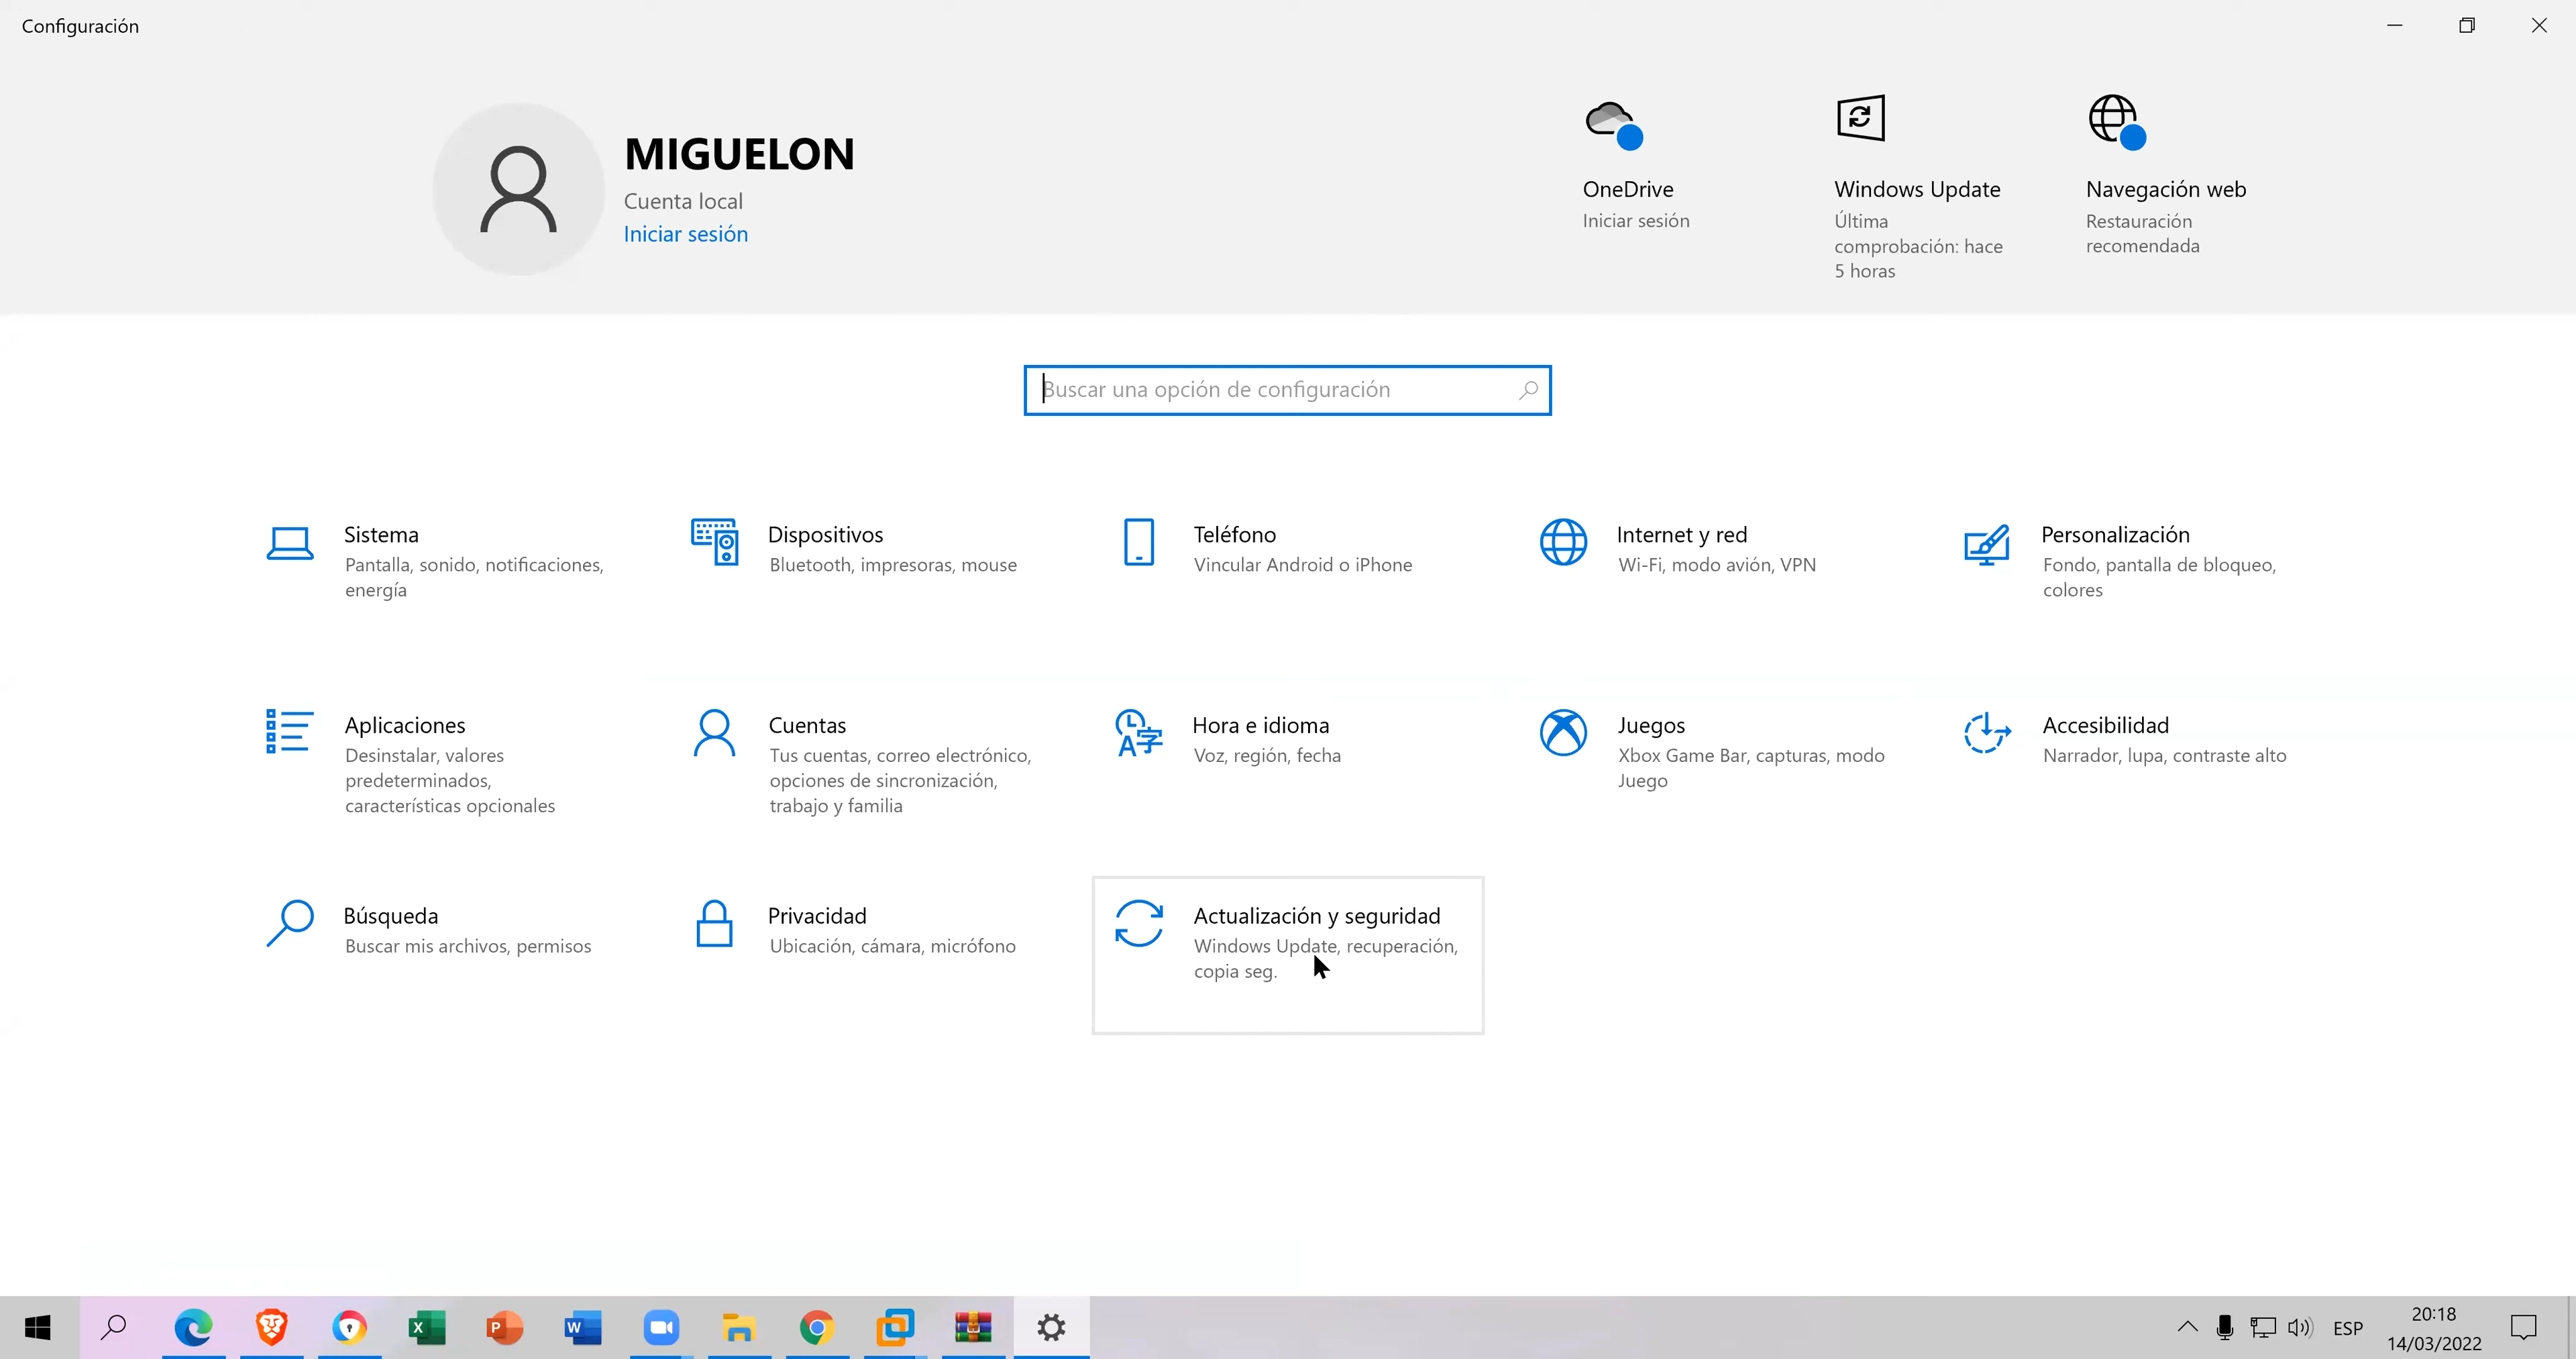 Configuración
MIGUELON
Cuenta local
Iniciar sesión
OneDrive
Iniciar sesión
Windows Update
Última
comprobación: hace
5 horas
Navegación web
Restauración
recomendada
Buscar una opción de configuración
Sistema
Pantalla, sonido, notificaciones,
energía
Dispositivos
Bluetooth, impresoras, mouse
Teléfono
Vincular Android o iPhone
Internet y red
Wi-Fi, modo avión, VPN
Personalización
Fondo, pantalla de bloqueo,
colores
Aplicaciones
Desinstalar, valores
predeterminados,
características opcionales
Cuentas
Tus cuentas, correo electrónico,
opciones de sincronización,
trabajo y familia
Hora e idioma
Voz, región, fecha
Juegos
Xbox Game Bar, capturas, modo
Juego
Accesibilidad
Narrador, lupa, contraste alto
Búsqueda
Buscar mis archivos, permisos
Privacidad
Ubicación, cámara, micrófono
Actualización y seguridad
Windows Update, recuperación,
copia seg.
ESP
20:18
14/03/2022